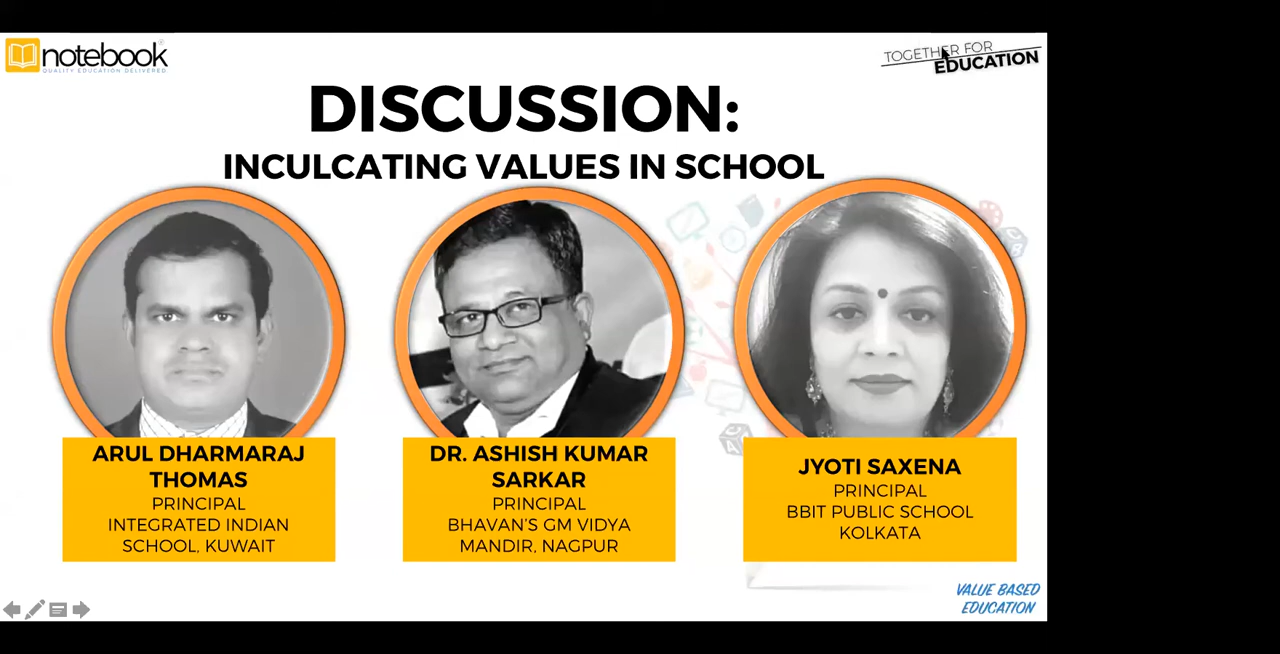 notebook
QUALITY EDUCATION DELIVERED
TOGETHER FOR
EDUCATION
DISCUSSION:
INCULCATING VALUES IN SCHOOL
ARUL DHARMARAJ
THOMAS
PRINCIPAL
INTEGRATED INDIAN
SCHOOL, KUWAIT
DR. ASHISH KUMAR
SARKAR
PRINCIPAL
BHAVAN'S GM VIDYA
MANDIR, NAGPUR
JYOTI SAXENA
PRINCIPAL
BBIT PUBLIC SCHOOL
KOLKATA
VALUE BASED
EDUCATION